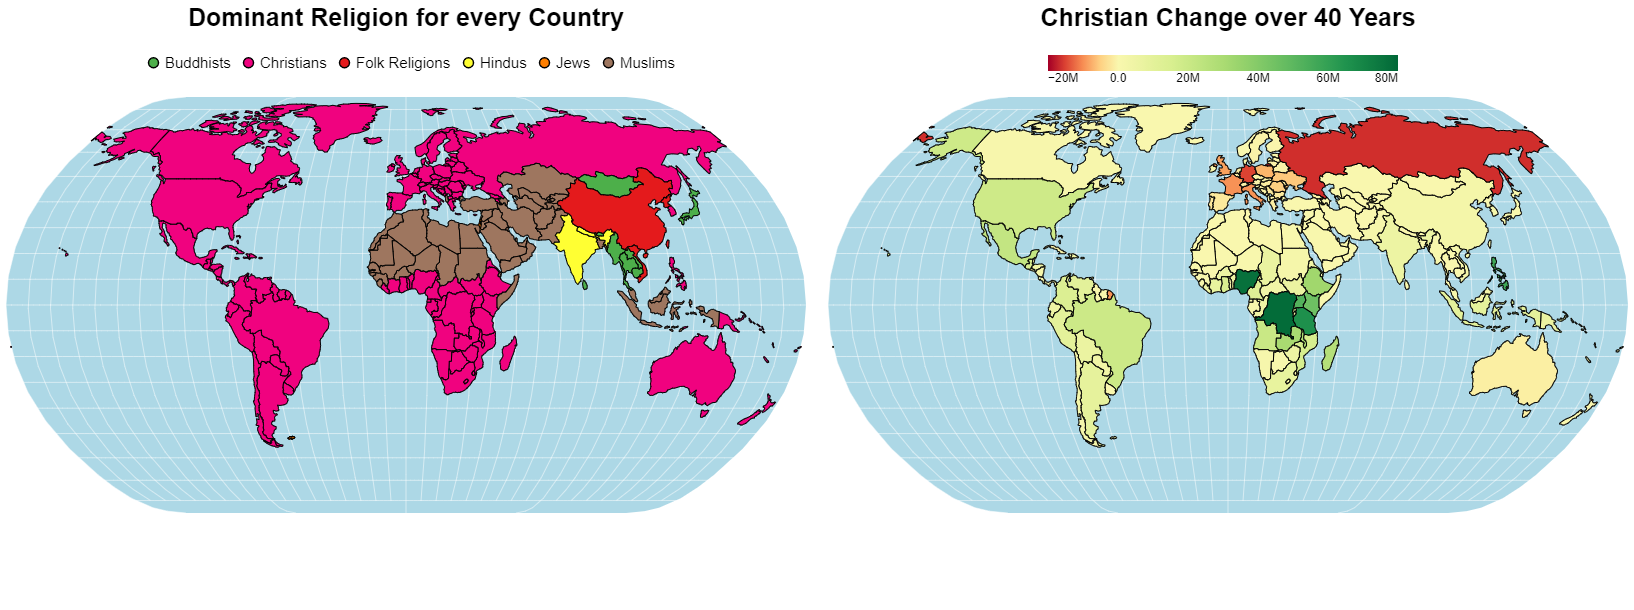 Dominant Religion for every Country
Buddhists Christians Folk Religions Hindus Jews Muslims
Christian Change over 40 Years
−20M 0.0 20M 40M 60M 80M